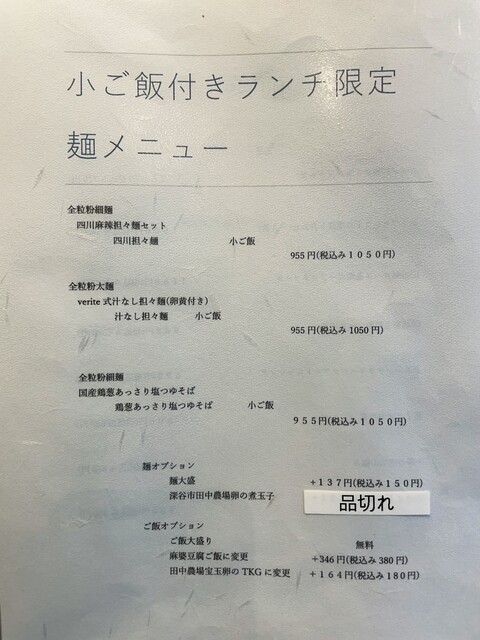 小ご飯付きランチ限定
麺メニュー
全粒粉細麺
四川麻辣担々麺セット
四川担々麺 小ご飯
955円(税込み1050円)
全粒粉太麺
verite式汁なし担々麺(卵黄付き)
汁なし担々麺 小ご飯
955円(税込み1050円)
全粒粉細麺
国産鶏葱あっさり塩つゆそば
鶏葱あっさり塩つゆそば 小ご飯
955円(税込み1050円)
麺オプション
麺大盛 +137円(税込み150円)
深谷市田中農場卵の煮玉子 品切れ
ご飯オプション
ご飯大盛り 無料
麻婆豆腐ご飯に変更 +346円(税込み380円)
田中農場宝玉卵のTKGに変更 +164円(税込み180円)